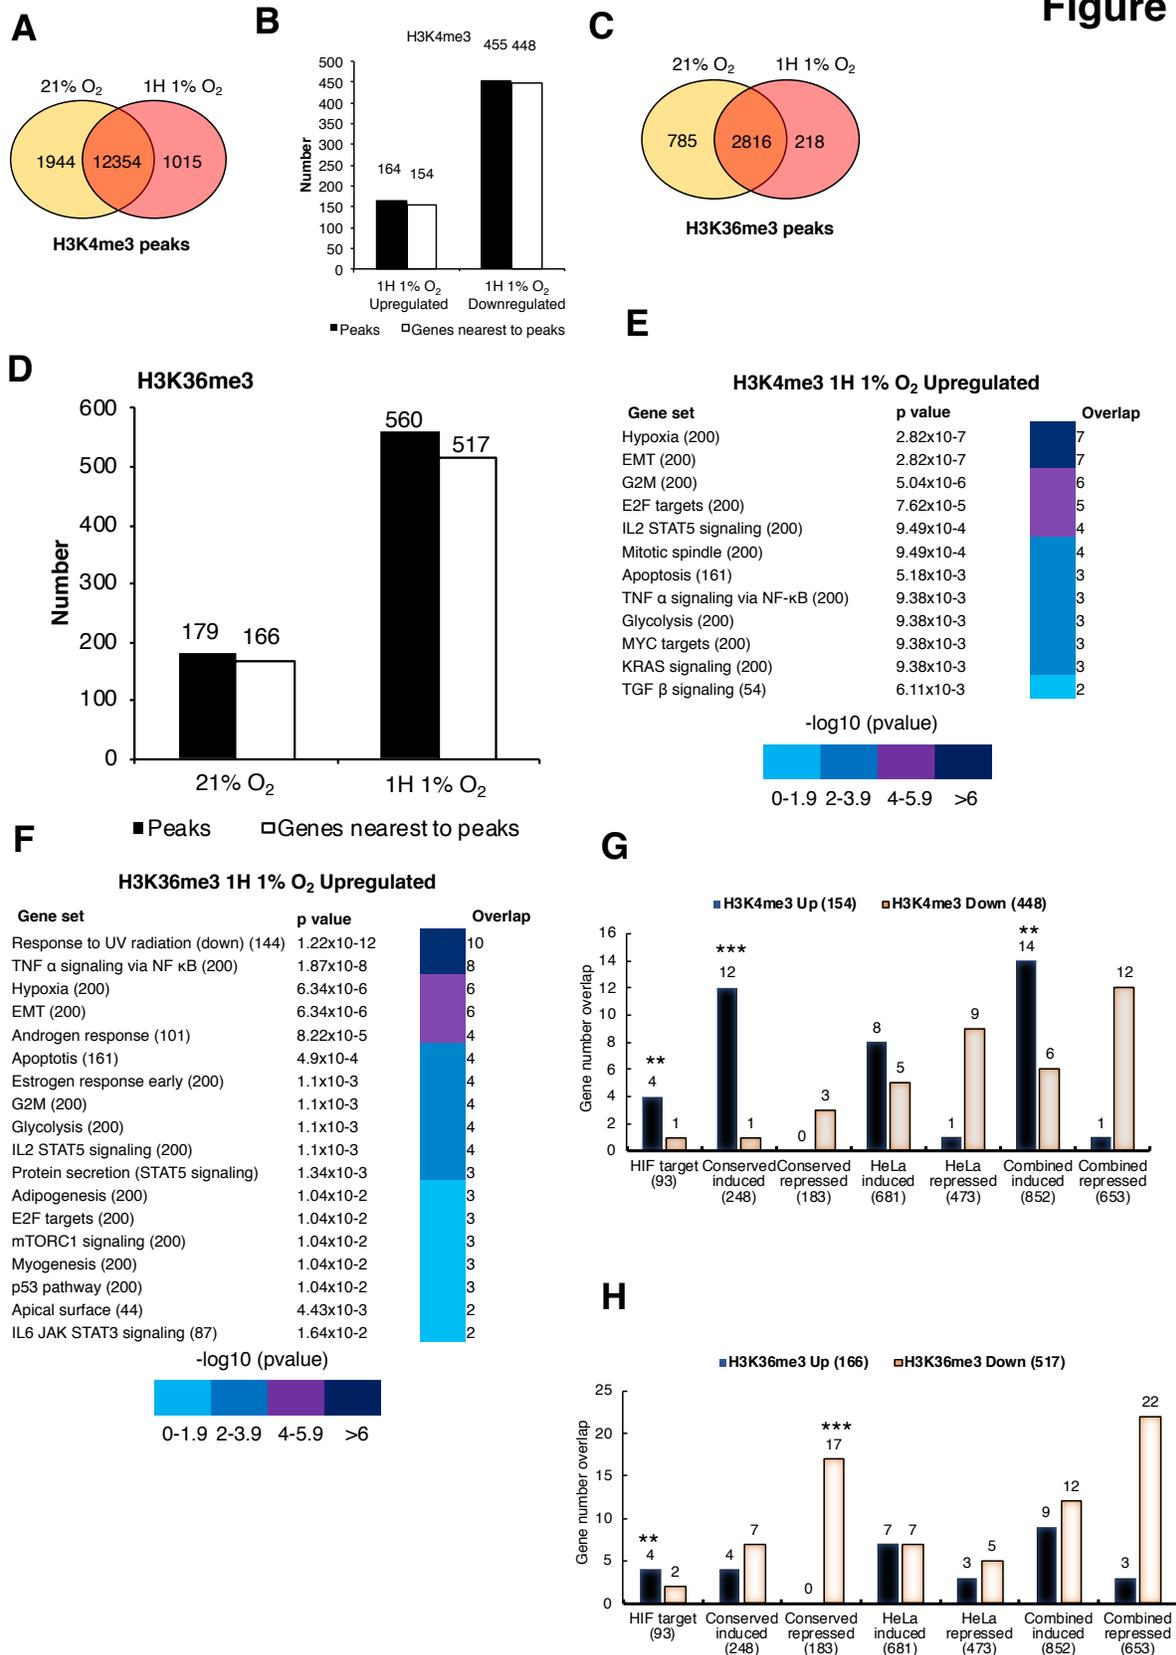 Figure
A
21% O2
1H 1% O2
1944
12354
1015
H3K4me3 peaks
B
H3K4me3
455 448
164
154
Number
500
450
400
350
300
250
200
150
100
50
0
1H 1% O2
Upregulated
1H 1% O2
Downregulated
Peaks
Genes nearest to peaks
C
21% O2
1H 1% O2
785
2816
218
H3K36me3 peaks
D
H3K36me3
Number
600
500
400
300
200
100
0
179
166
560
517
21% O2
1H 1% O2
Peaks
Genes nearest to peaks
E
H3K4me3 1H 1% O2 Upregulated
Gene set p value Overlap
Hypoxia (200) 2.82x10-7 7
EMT (200) 2.82x10-7 7
G2M (200) 5.04x10-6 6
E2F targets (200) 7.62x10-5 5
IL2 STAT5 signaling (200) 9.49x10-4 4
Mitotic spindle (200) 9.49x10-4 4
Apoptosis (161) 5.18x10-3 3
TNF α signaling via NF-κB (200) 9.38x10-3 3
Glycolysis (200) 9.38x10-3 3
MYC targets (200) 9.38x10-3 3
KRAS signaling (200) 9.38x10-3 3
TGF β signaling (54) 6.11x10-3 2
-log10 (pvalue)
0-1.9 2-3.9 4-5.9 >6
F
H3K36me3 1H 1% O2 Upregulated
Gene set p value Overlap
Response to UV radiation (down) (144) 1.22x10-12 10
TNF α signaling via NF κB (200) 1.87x10-8 8
Hypoxia (200) 6.34x10-6 6
EMT (200) 6.34x10-6 6
Androgen response (101) 8.22x10-5 4
Apoptotis (161) 4.9x10-4 4
Estrogen response early (200) 1.1x10-3 4
G2M (200) 1.1x10-3 4
Glycolysis (200) 1.1x10-3 4
IL2 STAT5 signaling (200) 1.1x10-3 4
Protein secretion (STAT5 signaling) 1.34x10-3 3
Adipogenesis (200) 1.04x10-2 3
E2F targets (200) 1.04x10-2 3
mTORC1 signaling (200) 1.04x10-2 3
Myogenesis (200) 1.04x10-2 3
p53 pathway (200) 1.04x10-2 3
Apical surface (44) 4.43x10-3 2
IL6 JAK STAT3 signaling (87) 1.64x10-2 2
-log10 (pvalue)
0-1.9 2-3.9 4-5.9 >6
G
H3K4me3 Up (154) H3K4me3 Down (448)
Gene number overlap
16
14
12
10
8
6
4
2
0
**
4
1
***
12
1
0
3
8
5
1
9
**
14
6
1
12
HIF target
(93)
Conserved
induced
(248)
Conserved
repressed
(183)
HeLa
induced
(681)
HeLa
repressed
(473)
Combined
induced
(852)
Combined
repressed
(653)
H
H3K36me3 Up (166) H3K36me3 Down (517)
Gene number overlap
25
20
15
10
5
0
**
4
2
4
7
0
***
17
7
7
3
5
9
12
3
22
HIF target
(93)
Conserved
induced
(248)
Conserved
repressed
(183)
HeLa
induced
(681)
HeLa
repressed
(473)
Combined
induced
(852)
Combined
repressed
(653)